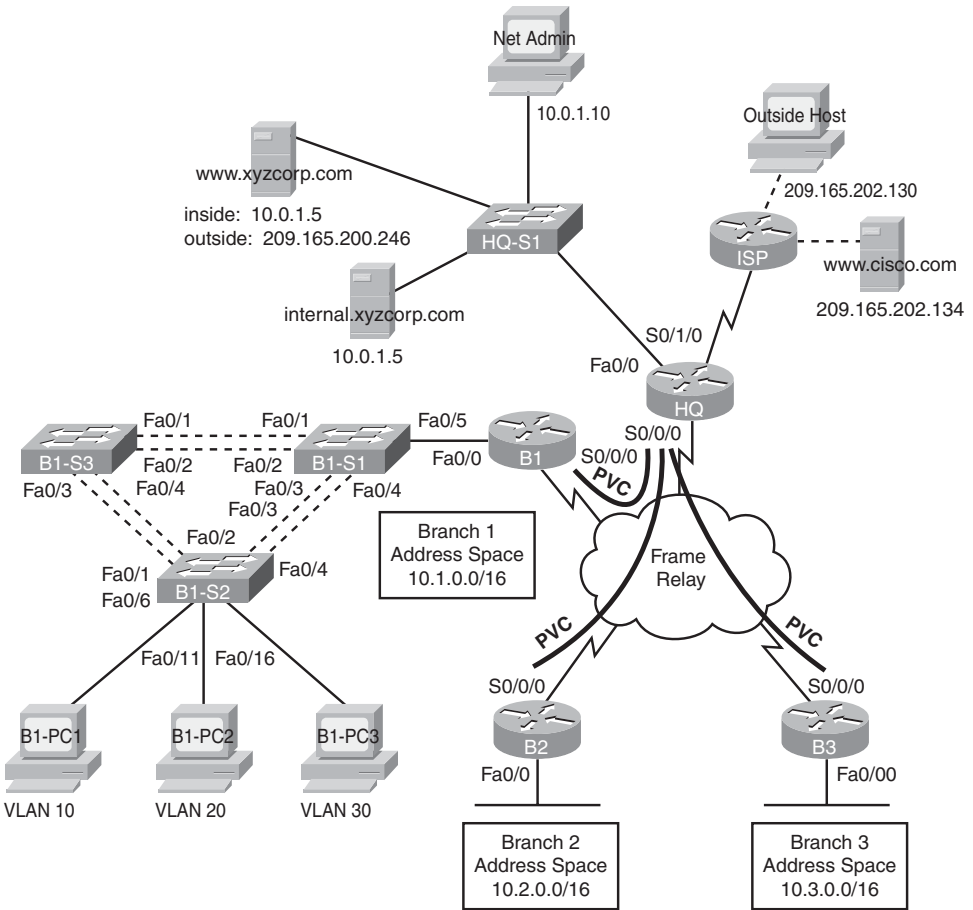 Net Admin
10.0.1.10
Outside Host
209.165.202.130
www.xyzcorp.com
inside: 10.0.1.5
outside: 209.165.200.246
HQ-S1
ISP
www.cisco.com
209.165.202.134
internal.xyzcorp.com
10.0.1.5
S0/1/0
Fa0/0
HQ
S0/0/0
Fa0/1
Fa0/1
Fa0/5
B1-S3
Fa0/2
Fa0/2
B1-S1
Fa0/0
B1
S0/0/0
PVC
Fa0/3
Fa0/4
Fa0/3
Fa0/4
Fa0/3
Branch 1
Address Space
10.1.0.0/16
Frame
Relay
Fa0/2
Fa0/1
Fa0/4
Fa0/6
B1-S2
PVC
PVC
Fa0/11
Fa0/16
S0/0/0
S0/0/0
B1-PC1
B1-PC2
B1-PC3
B2
B3
Fa0/0
Fa0/00
VLAN 10
VLAN 20
VLAN 30
Branch 2
Address Space
10.2.0.0/16
Branch 3
Address Space
10.3.0.0/16